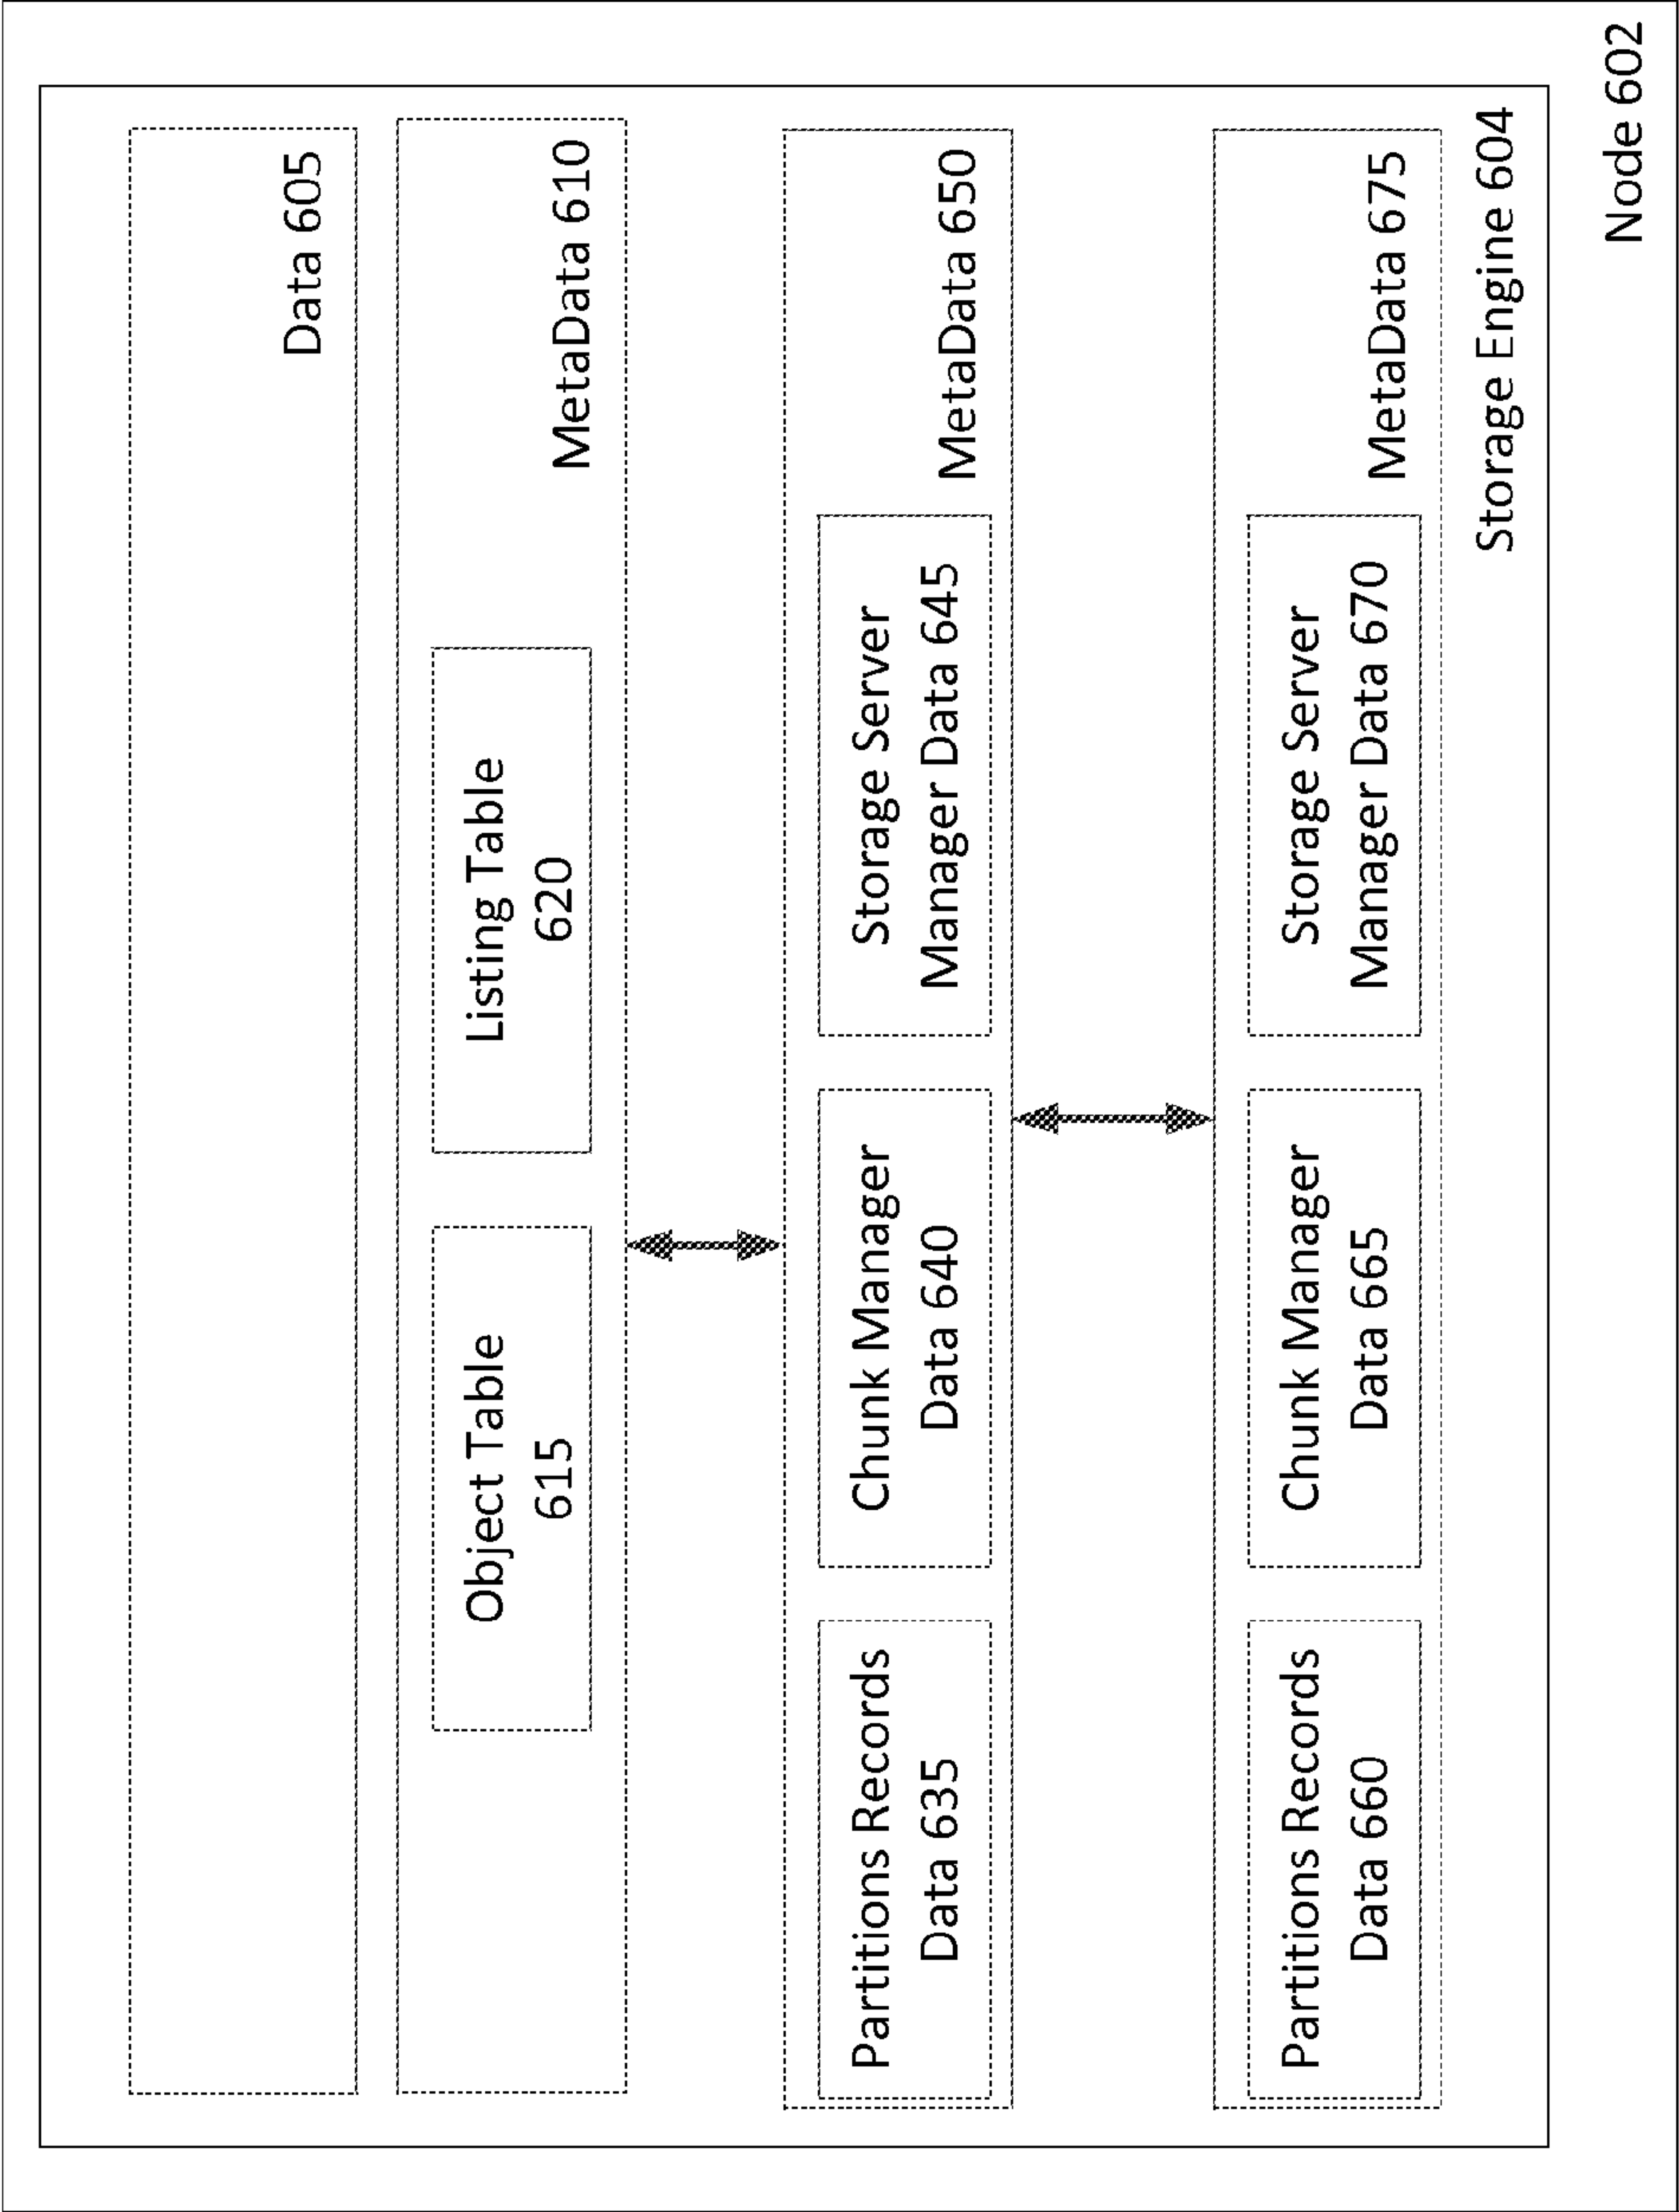 Data 605
Object Table
615
Listing Table
620
MetaData 610
Partitions Records
Data 635
Chunk Manager
Data 640
Storage Server
Manager Data 645
MetaData 650
Partitions Records
Data 660
Chunk Manager
Data 665
Storage Server
Manager Data 670
MetaData 675
Storage Engine 604
Node 602